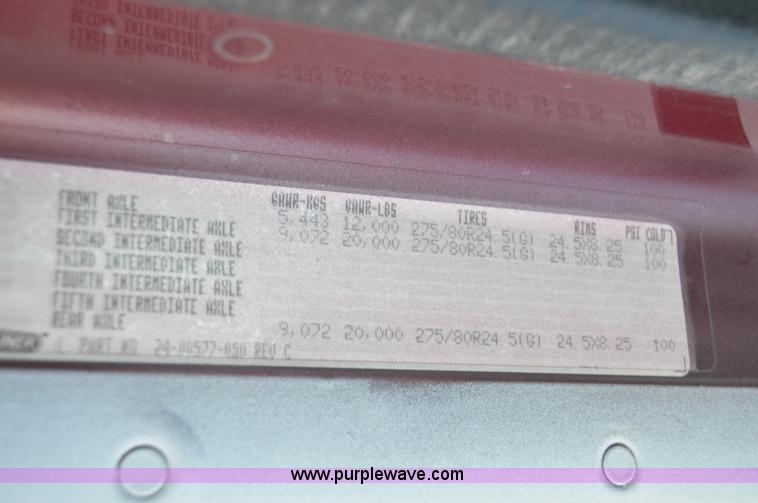 GAWR-KGS GAWR-LBS TIRES RIMS PSI COLD
FRONT AXLE 5,443 12,000 275/80R24.5(G) 24.5X8.25 100
FIRST INTERMEDIATE AXLE 9,072 20,000 275/80R24.5(G) 24.5X8.25 100
SECOND INTERMEDIATE AXLE
THIRD INTERMEDIATE AXLE
FOURTH INTERMEDIATE AXLE
FIFTH INTERMEDIATE AXLE
REAR AXLE 9,072 20,000 275/80R24.5(G) 24.5X8.25 100
PART NO 24-00577-050 REV C
www.purplewave.com